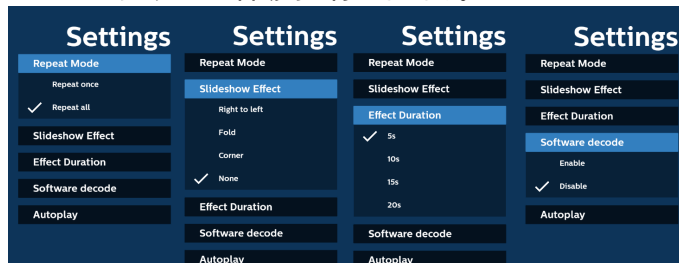 Settings
Repeat Mode
Repeat once
Repeat all
Slideshow Effect
Effect Duration
Software decode
Autoplay
Settings
Repeat Mode
Slideshow Effect
Right to left
Fold
Corner
None
Effect Duration
Software decode
Autoplay
Settings
Repeat Mode
Slideshow Effect
Effect Duration
5s
10s
15s
20s
Software decode
Autoplay
Settings
Repeat Mode
Slideshow Effect
Effect Duration
Software decode
Enable
Disable
Autoplay